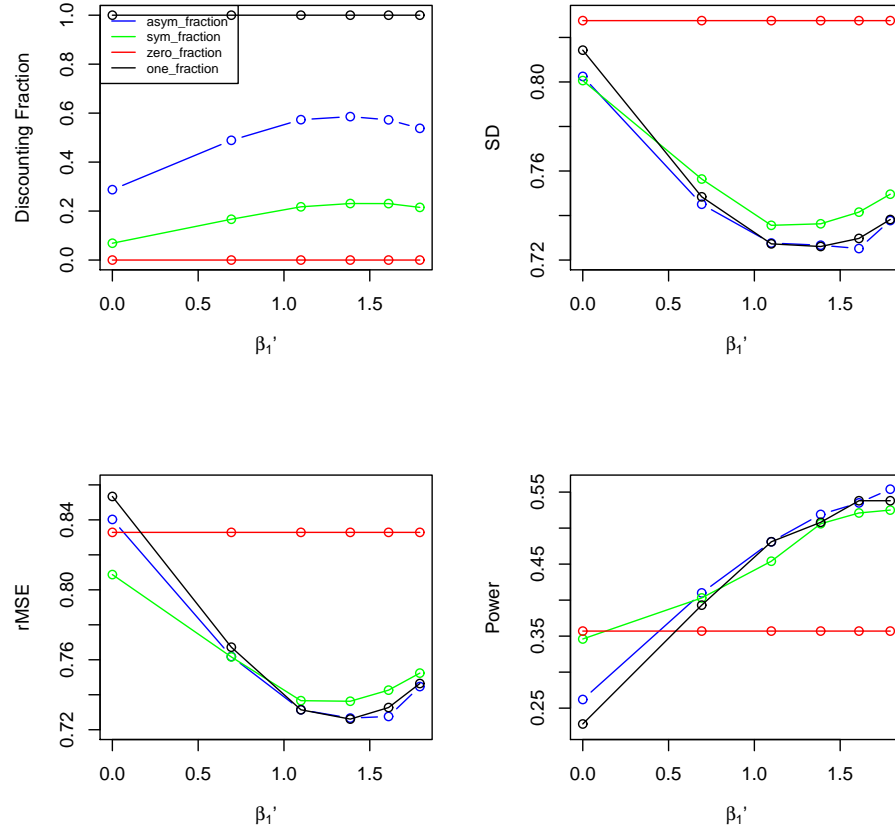 asym_fraction
sym_fraction
zero_fraction
one_fraction
Discounting Fraction
0.0 0.2 0.4 0.6 0.8 1.0
0.0 0.5 1.0 1.5
β₁'
SD
0.72 0.76 0.80
0.0 0.5 1.0 1.5
β₁'
rMSE
0.72 0.76 0.80 0.84
0.0 0.5 1.0 1.5
β₁'
Power
0.25 0.35 0.45 0.55
0.0 0.5 1.0 1.5
β₁'